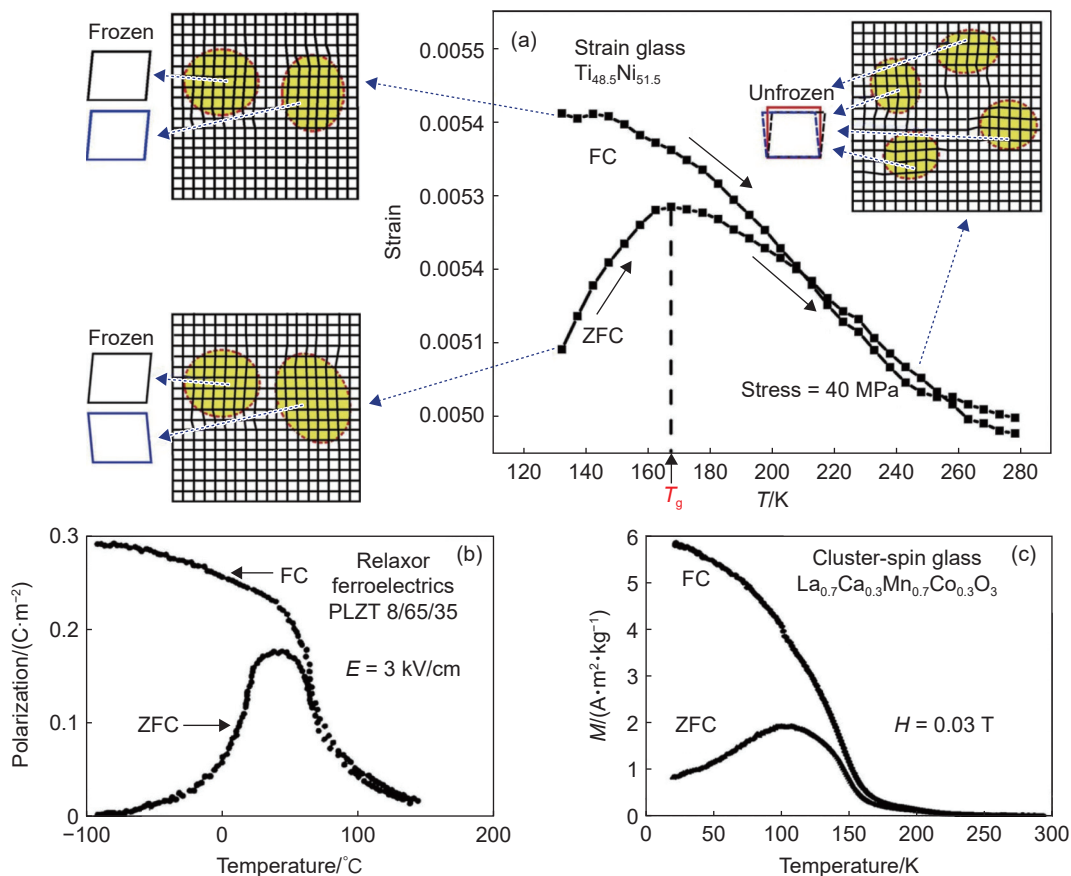 Frozen
Frozen
(a)
Strain glass
Ti48.5Ni51.5
Unfrozen
FC
ZFC
Stress = 40 MPa
Strain
0.0055
0.0054
0.0053
0.0054
0.0051
0.0050
120 140 160 180 200 220 240 260 280
Tg
T/K
(b)
Relaxor
ferroelectrics
PLZT 8/65/35
E = 3 kV/cm
FC
ZFC
Polarization/(C·m−2)
0.3
0.2
0.1
0
−100 0 100 200
Temperature/°C
(c)
Cluster-spin glass
La0.7Ca0.3Mn0.7Co0.3O3
H = 0.03 T
FC
ZFC
M/(A·m2·kg−1)
6
5
4
3
2
1
0
0 50 100 150 200 250 300
Temperature/K